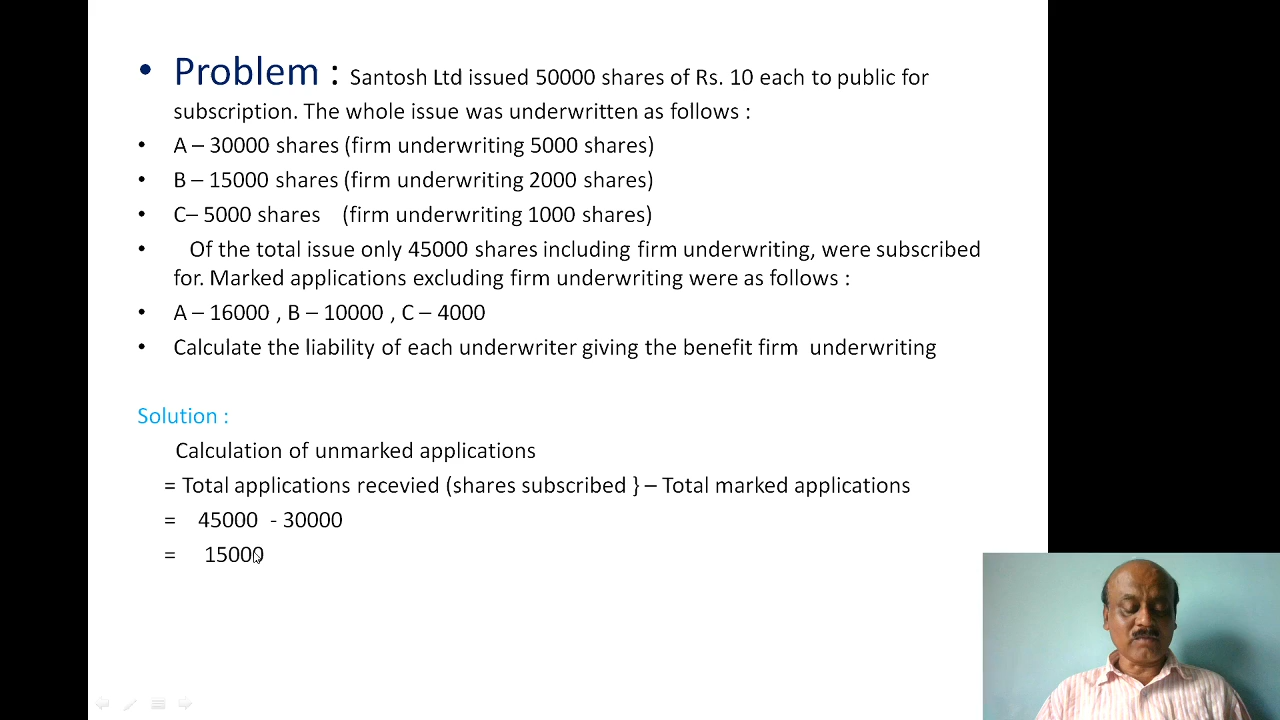 • Problem : Santosh Ltd issued 50000 shares of Rs. 10 each to public for
subscription. The whole issue was underwritten as follows :
• A – 30000 shares (firm underwriting 5000 shares)
• B – 15000 shares (firm underwriting 2000 shares)
• C– 5000 shares (firm underwriting 1000 shares)
• Of the total issue only 45000 shares including firm underwriting, were subscribed
for. Marked applications excluding firm underwriting were as follows :
• A – 16000 , B – 10000 , C – 4000
• Calculate the liability of each underwriter giving the benefit firm underwriting
Solution :
Calculation of unmarked applications
= Total applications recevied (shares subscribed } – Total marked applications
= 45000 - 30000
= 15000